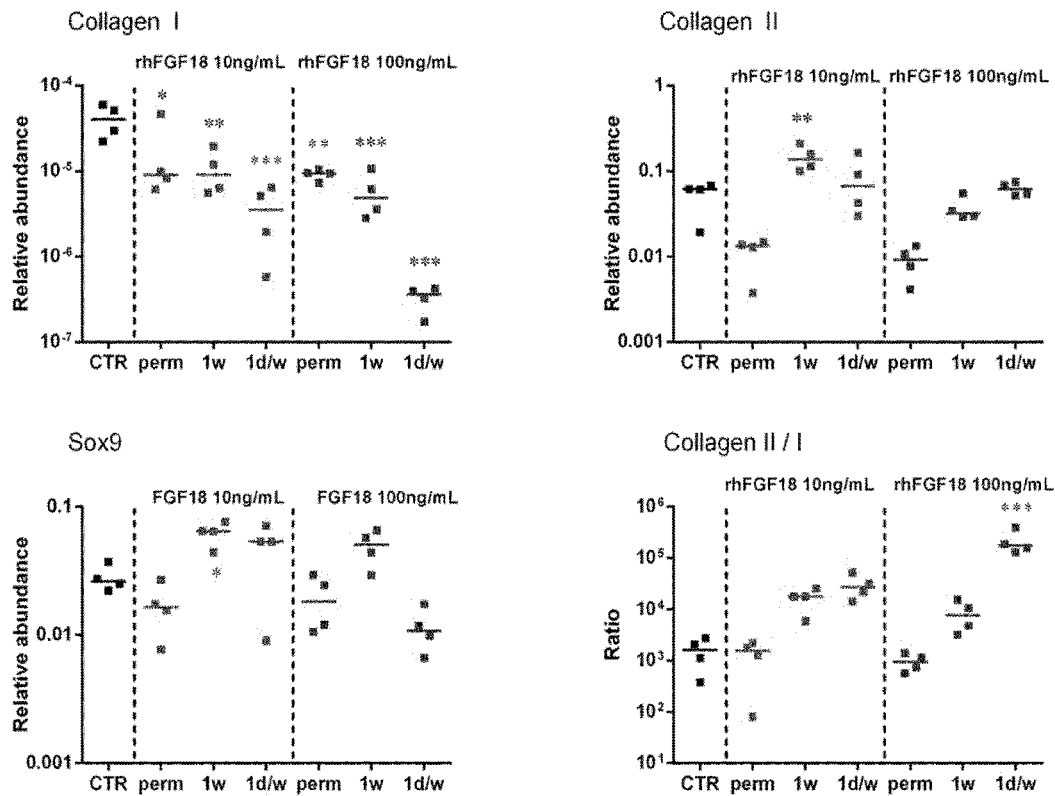 Collagen I
rhFGF18 10ng/mL rhFGF18 100ng/mL
Relative abundance
10-4
10-5
10-6
10-7
* ** *** ** *** ***
CTR perm 1w 1d/w perm 1w 1d/w
Collagen II
rhFGF18 10ng/mL rhFGF18 100ng/mL
Relative abundance
1
0.1
0.01
0.001
**
CTR perm 1w 1d/w perm 1w 1d/w
Sox9
FGF18 10ng/mL FGF18 100ng/mL
Relative abundance
0.1
0.01
0.001
*
CTR perm 1w 1d/w perm 1w 1d/w
Collagen II / I
rhFGF18 10ng/mL rhFGF18 100ng/mL
Ratio
106
105
104
103
102
101
***
CTR perm 1w 1d/w perm 1w 1d/w